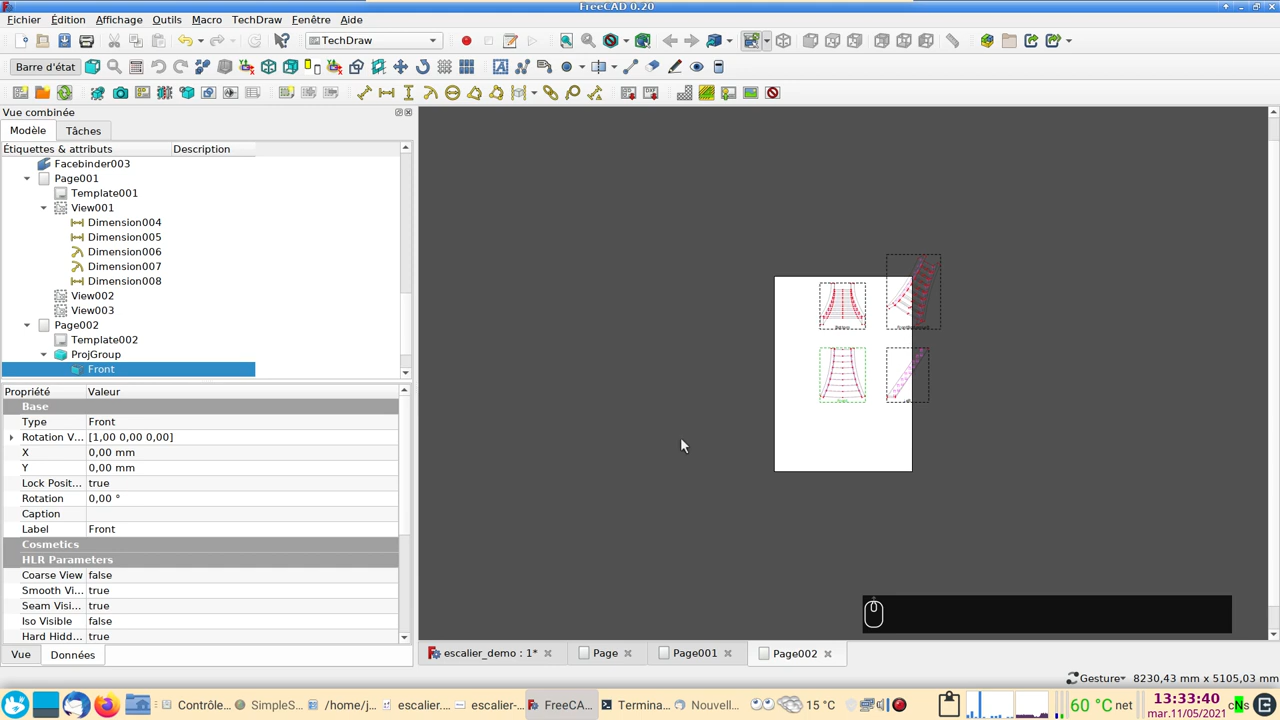 FreeCAD 0.20
Fichier Édition Affichage Outils Macro TechDraw Fenêtre Aide
TechDraw
Barre d'état
Vue combinée
Modèle Tâches
Étiquettes & attributs Description
Facebinder003
Page001
Template001
View001
Dimension004
Dimension005
Dimension006
Dimension007
Dimension008
View002
View003
Page002
Template002
ProjGroup
Front
Propriété Valeur
Base
Type Front
Rotation V... [1,00 0,00 0,00]
X 0,00 mm
Y 0,00 mm
Lock Posit... true
Rotation 0,00 °
Caption
Label Front
Cosmetics
HLR Parameters
Coarse View false
Smooth Vi... true
Seam Visi... true
Iso Visible false
Hard Hidd... true
Vue Données
escalier_demo : 1* Page Page001 Page002
Gesture 8230,43 mm x 5105,03 mm
Contrôle... SimpleS... /home/j... escalier... escalier-... FreeCA... Termina... Nouvell... 15 °C 60 °C net 13:33:40
mar.11/05/2021